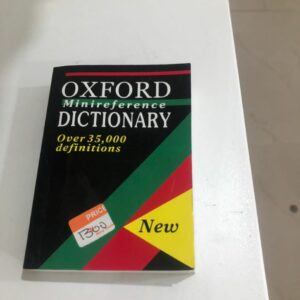 OXFORD
Minireference
DICTIONARY
Over 35,000
definitions
PRICE
1300
New